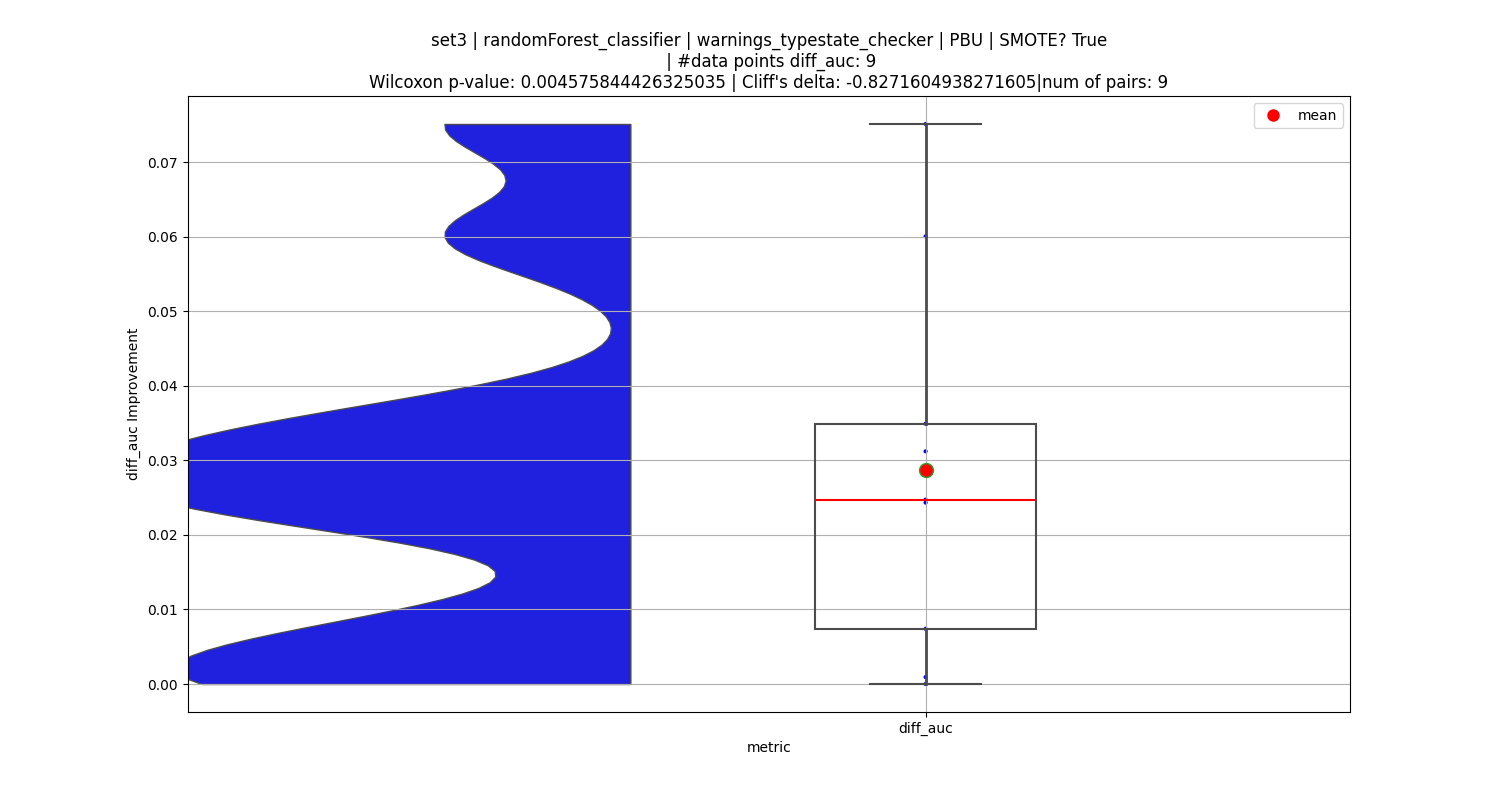 set3 | randomForest_classifier | warnings_typestate_checker | PBU | SMOTE? True
| #data points diff_auc: 9
Wilcoxon p-value: 0.004575844426325035 | Cliff's delta: -0.8271604938271605|num of pairs: 9
mean
0.07
0.06
0.05
0.04
0.03
0.02
0.01
0.00
diff_auc Improvement
diff_auc
metric